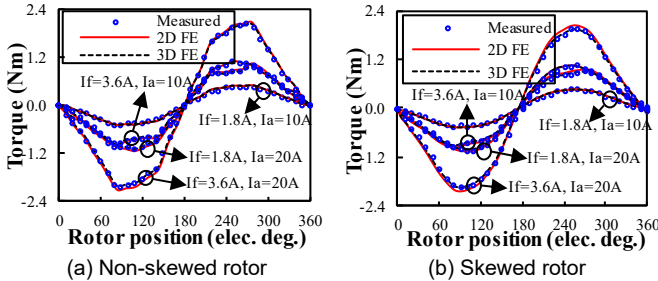 2.4
1.2
0.0
-1.2
-2.4
Torque (Nm)
Measured
2D FE
3D FE
If=3.6A, Ia=10A
If=1.8A, Ia=10A
If=1.8A, Ia=20A
If=3.6A, Ia=20A
0 60 120 180 240 300 360
Rotor position (elec. deg.)
(a) Non-skewed rotor
2.4
1.2
0.0
-1.2
-2.4
Torque (Nm)
Measured
2D FE
3D FE
If=3.6A, Ia=10A
If=1.8A, Ia=10A
If=1.8A, Ia=20A
If=3.6A, Ia=20A
0 60 120 180 240 300 360
Rotor position (elec. deg.)
(b) Skewed rotor